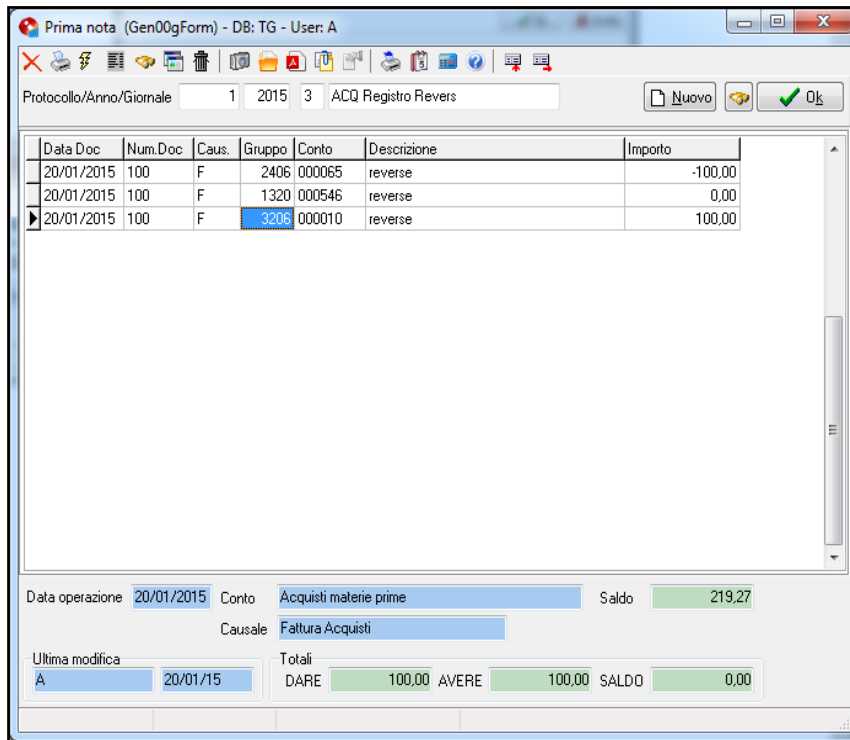 Prima nota (Gen00gForm) - DB: TG - User: A
Protocollo/Anno/Giornale 1 2015 3 ACQ Registro Revers Nuovo Ok
Data Doc Num.Doc Caus. Gruppo Conto Descrizione Importo
20/01/2015 100 F 2406 000065 reverse -100,00
20/01/2015 100 F 1320 000546 reverse 0,00
20/01/2015 100 F 3206 000010 reverse 100,00
Data operazione 20/01/2015 Conto Acquisti materie prime Saldo 219,27
Causale Fattura Acquisti
Ultima modifica Totali
A 20/01/15 DARE 100,00 AVERE 100,00 SALDO 0,00